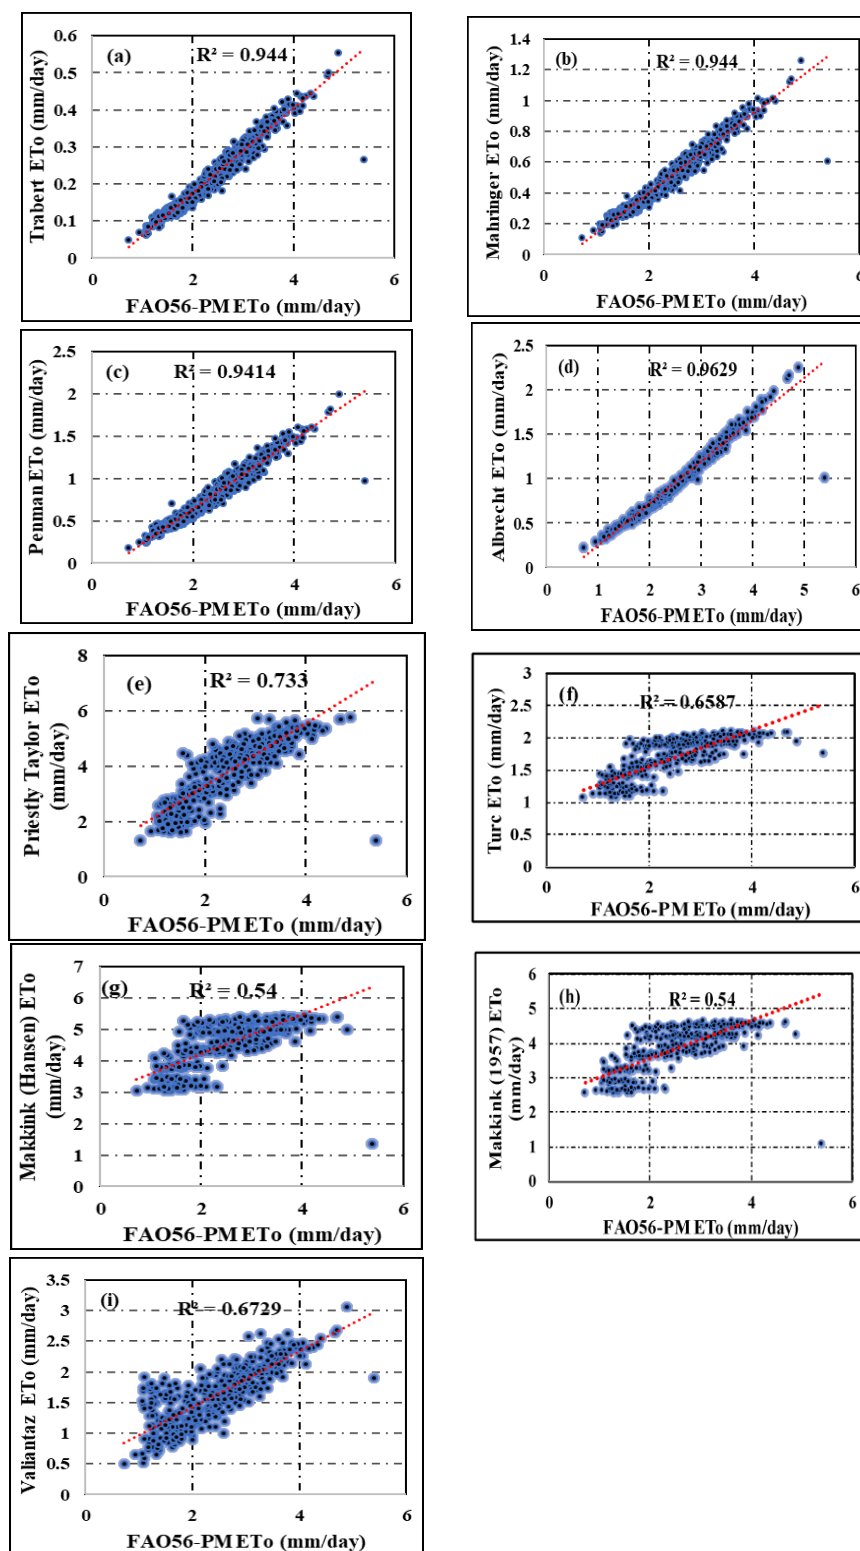 (a)
R² = 0.944
Trabert ETo (mm/day)
0.6
0.5
0.4
0.3
0.2
0.1
0
0 2 4 6
FAO56-PM ETo (mm/day)
(b)
R² = 0.944
Mahringer ETo (mm/day)
1.4
1.2
1
0.8
0.6
0.4
0.2
0
0 2 4 6
FAO56-PM ETo (mm/day)
(c)
R² = 0.9414
Penman ETo (mm/day)
2.5
2
1.5
1
0.5
0
0 2 4 6
FAO56-PM ETo (mm/day)
(d)
R² = 0.9629
Albrecht ETo (mm/day)
2.5
2
1.5
1
0.5
0
0 1 2 3 4 5 6
FAO56-PM ETo (mm/day)
(e)
R² = 0.733
Priestly Taylor ETo
(mm/day)
8
6
4
2
0
0 2 4 6
FAO56-PM ETo (mm/day)
(f)
R² = 0.6587
Turc ETo (mm/day)
3
2.5
2
1.5
1
0.5
0
0 2 4 6
FAO56-PM ETo (mm/day)
(g)
R² = 0.54
Makkink (Hansen) ETo
(mm/day)
7
6
5
4
3
2
1
0
0 2 4 6
FAO56-PM ETo (mm/day)
(h)
R² = 0.54
Makkink (1957) ETo
(mm/day)
6
5
4
3
2
1
0
0 2 4 6
FAO56-PM ETo (mm/day)
(i)
R² = 0.6729
Valiantaz ETo (mm/day)
3.5
3
2.5
2
1.5
1
0.5
0
0 2 4 6
FAO56-PM ETo (mm/day)